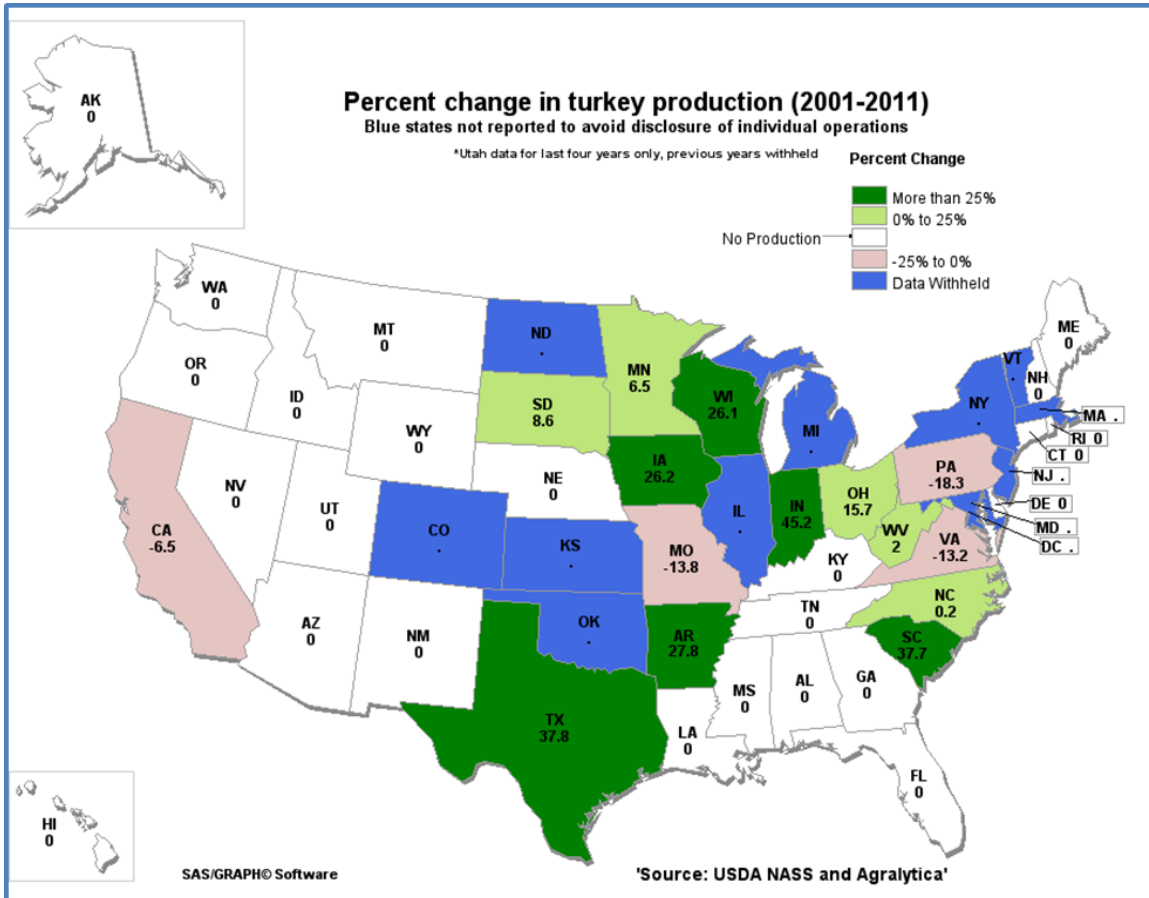 AK
0
Percent change in turkey production (2001-2011)
Blue states not reported to avoid disclosure of individual operations
*Utah data for last four years only, previous years withheld
Percent Change
More than 25%
0% to 25%
No Production
-25% to 0%
Data Withheld
WA
0
OR
0
ID
0
MT
0
WY
0
ND
.
SD
8.6
MN
6.5
WI
26.1
MI
.
IA
26.2
NE
0
CA
-6.5
NV
0
UT
0
CO
.
KS
.
MO
-13.8
IL
.
IN
45.2
OH
15.7
KY
0
WV
2
PA
-18.3
VA
-13.2
NY
.
VT
.
NH
0
ME
0
MA .
RI 0
CT 0
NJ .
DE 0
MD .
DC .
AZ
0
NM
0
OK
.
AR
27.8
TN
0
NC
0.2
SC
37.7
TX
37.8
LA
0
MS
0
AL
0
GA
0
FL
0
HI
0
SAS/GRAPH© Software
'Source: USDA NASS and Agralytica'